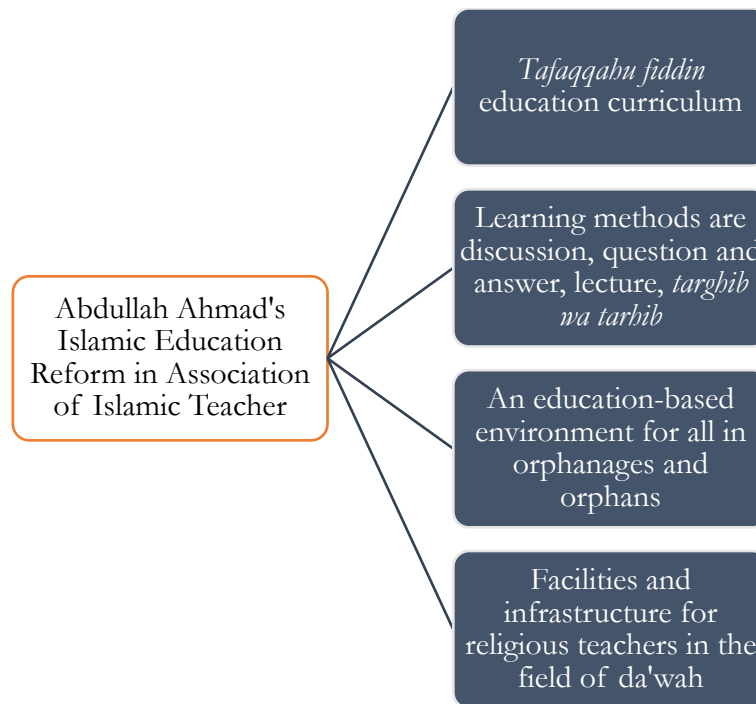 Tafaqqahu fiddin
education curriculum
Learning methods are
discussion, question and
answer, lecture, targhib
wa tarhib
Abdullah Ahmad's
Islamic Education
Reform in Association
of Islamic Teacher
An education-based
environment for all in
orphanages and
orphans
Facilities and
infrastructure for
religious teachers in the
field of da'wah